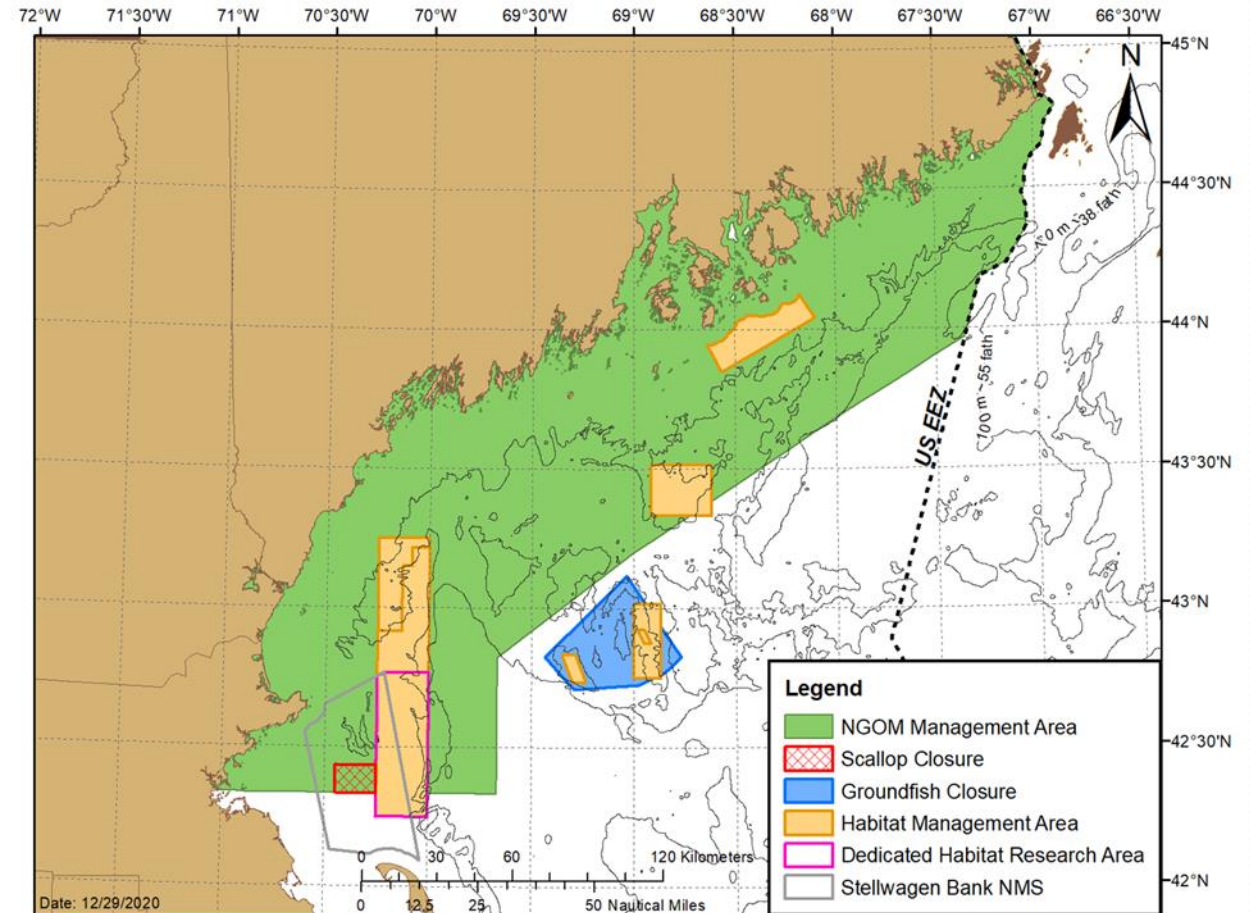 72°W 71°30'W 71°W 70°30'W 70°W 69°30'W 69°W 68°30'W 68°W 67°30'W 67°W 66°30'W
45°N
N
44°30'N
38 fath
44°N
100 m ~ 55 fath
US EEZ
43°30'N
43°N
Legend
NGOM Management Area
42°30'N
Scallop Closure
Groundfish Closure
Habitat Management Area
0 30 60 120 Kilometers
Dedicated Habitat Research Area
42°N
Stellwagen Bank NMS
Date: 12/29/2020
0 12.5 25 50 Nautical Miles